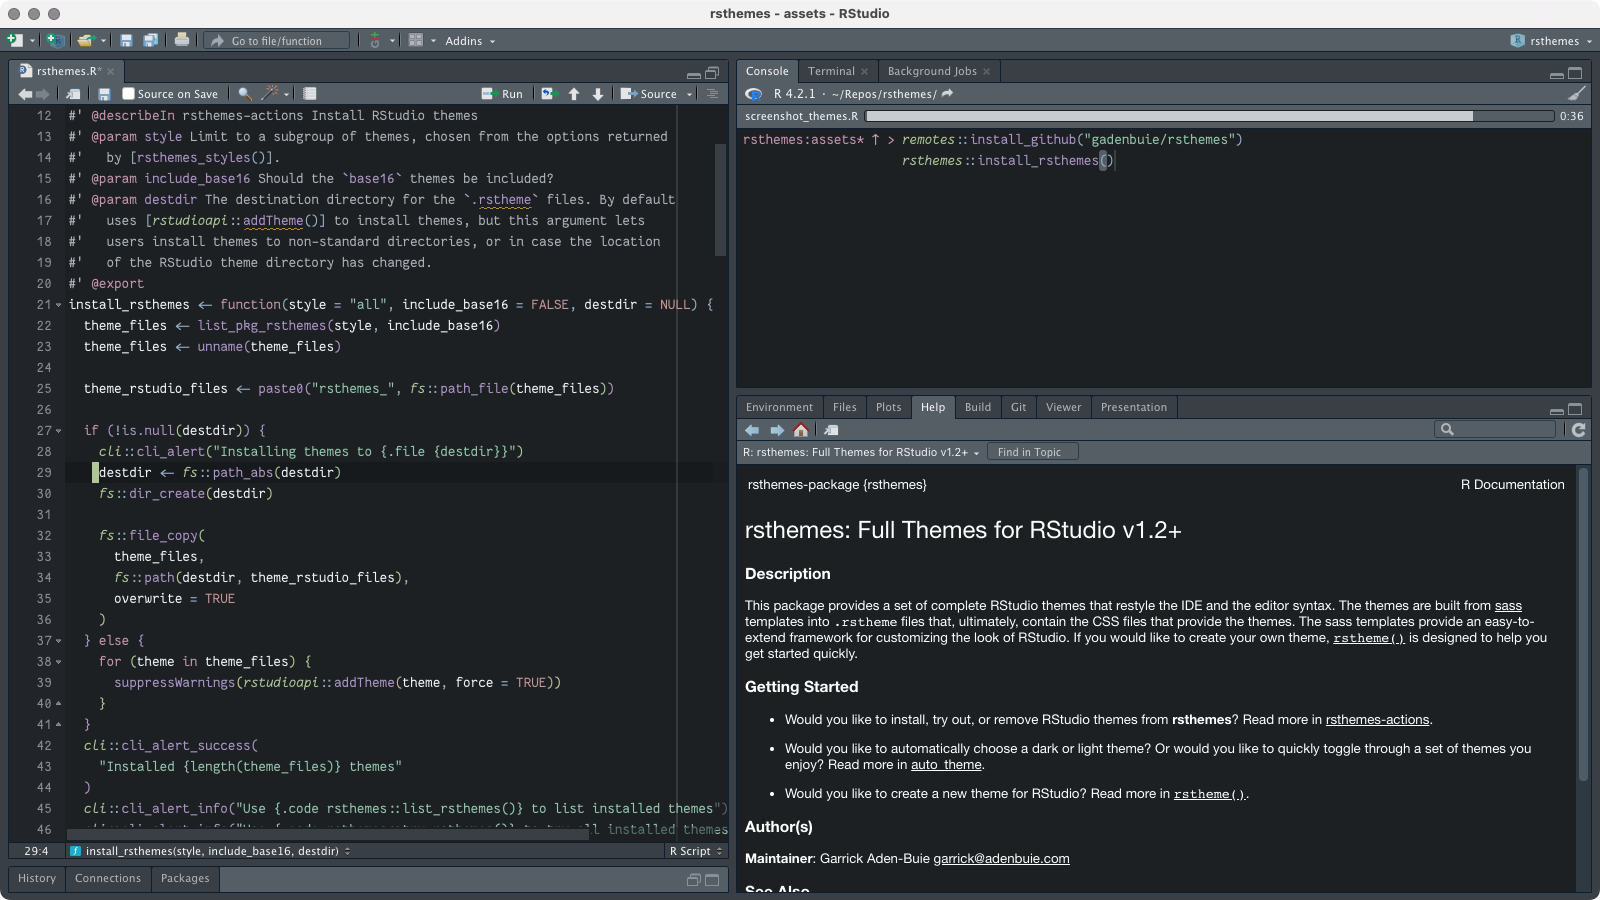 rsthemes - assets - RStudio
Go to file/function
Addins
rsthemes
rsthemes.R*
Source on Save
Run
Source
12 #' @describeIn rsthemes-actions Install RStudio themes
13 #' @param style Limit to a subgroup of themes, chosen from the options returned
14 #'   by [rsthemes_styles()].
15 #' @param include_base16 Should the `base16` themes be included?
16 #' @param destdir The destination directory for the `.rstheme` files. By default
17 #'   uses [rstudioapi::addTheme()] to install themes, but this argument lets
18 #'   users install themes to non-standard directories, or in case the location
19 #'   of the RStudio theme directory has changed.
20 #' @export
21 install_rsthemes <- function(style = "all", include_base16 = FALSE, destdir = NULL) {
22   theme_files <- list_pkg_rsthemes(style, include_base16)
23   theme_files <- unname(theme_files)
24
25   theme_rstudio_files <- paste0("rsthemes_", fs::path_file(theme_files))
26
27   if (!is.null(destdir)) {
28     cli::cli_alert("Installing themes to {.file {destdir}}")
29     destdir <- fs::path_abs(destdir)
30     fs::dir_create(destdir)
31
32     fs::file_copy(
33       theme_files,
34       fs::path(destdir, theme_rstudio_files),
35       overwrite = TRUE
36     )
37   } else {
38     for (theme in theme_files) {
39       suppressWarnings(rstudioapi::addTheme(theme, force = TRUE))
40     }
41   }
42   cli::cli_alert_success(
43     "Installed {length(theme_files)} themes"
44   )
45   cli::cli_alert_info("Use {.code rsthemes::list_rsthemes()} to list installed themes")
46 all installed themes
29:4
install_rsthemes(style, include_base16, destdir)
R Script
History
Connections
Packages
Console
Terminal
Background Jobs
R 4.2.1 · ~/Repos/rsthemes/
screenshot_themes.R
0:36
rsthemes:assets* ↑ > remotes::install_github("gadenbuie/rsthemes")
rsthemes::install_rsthemes()
Environment
Files
Plots
Help
Build
Git
Viewer
Presentation
R: rsthemes: Full Themes for RStudio v1.2+
Find in Topic
rsthemes-package {rsthemes}
R Documentation
rsthemes: Full Themes for RStudio v1.2+
Description
This package provides a set of complete RStudio themes that restyle the IDE and the editor syntax. The themes are built from sass
templates into .rstheme files that, ultimately, contain the CSS files that provide the themes. The sass templates provide an easy-to-
extend framework for customizing the look of RStudio. If you would like to create your own theme, rstheme() is designed to help you
get started quickly.
Getting Started
• Would you like to install, try out, or remove RStudio themes from rsthemes? Read more in rsthemes-actions.
• Would you like to automatically choose a dark or light theme? Or would you like to quickly toggle through a set of themes you
enjoy? Read more in auto_theme.
• Would you like to create a new theme for RStudio? Read more in rstheme().
Author(s)
Maintainer: Garrick Aden-Buie garrick@adenbuie.com
See Also